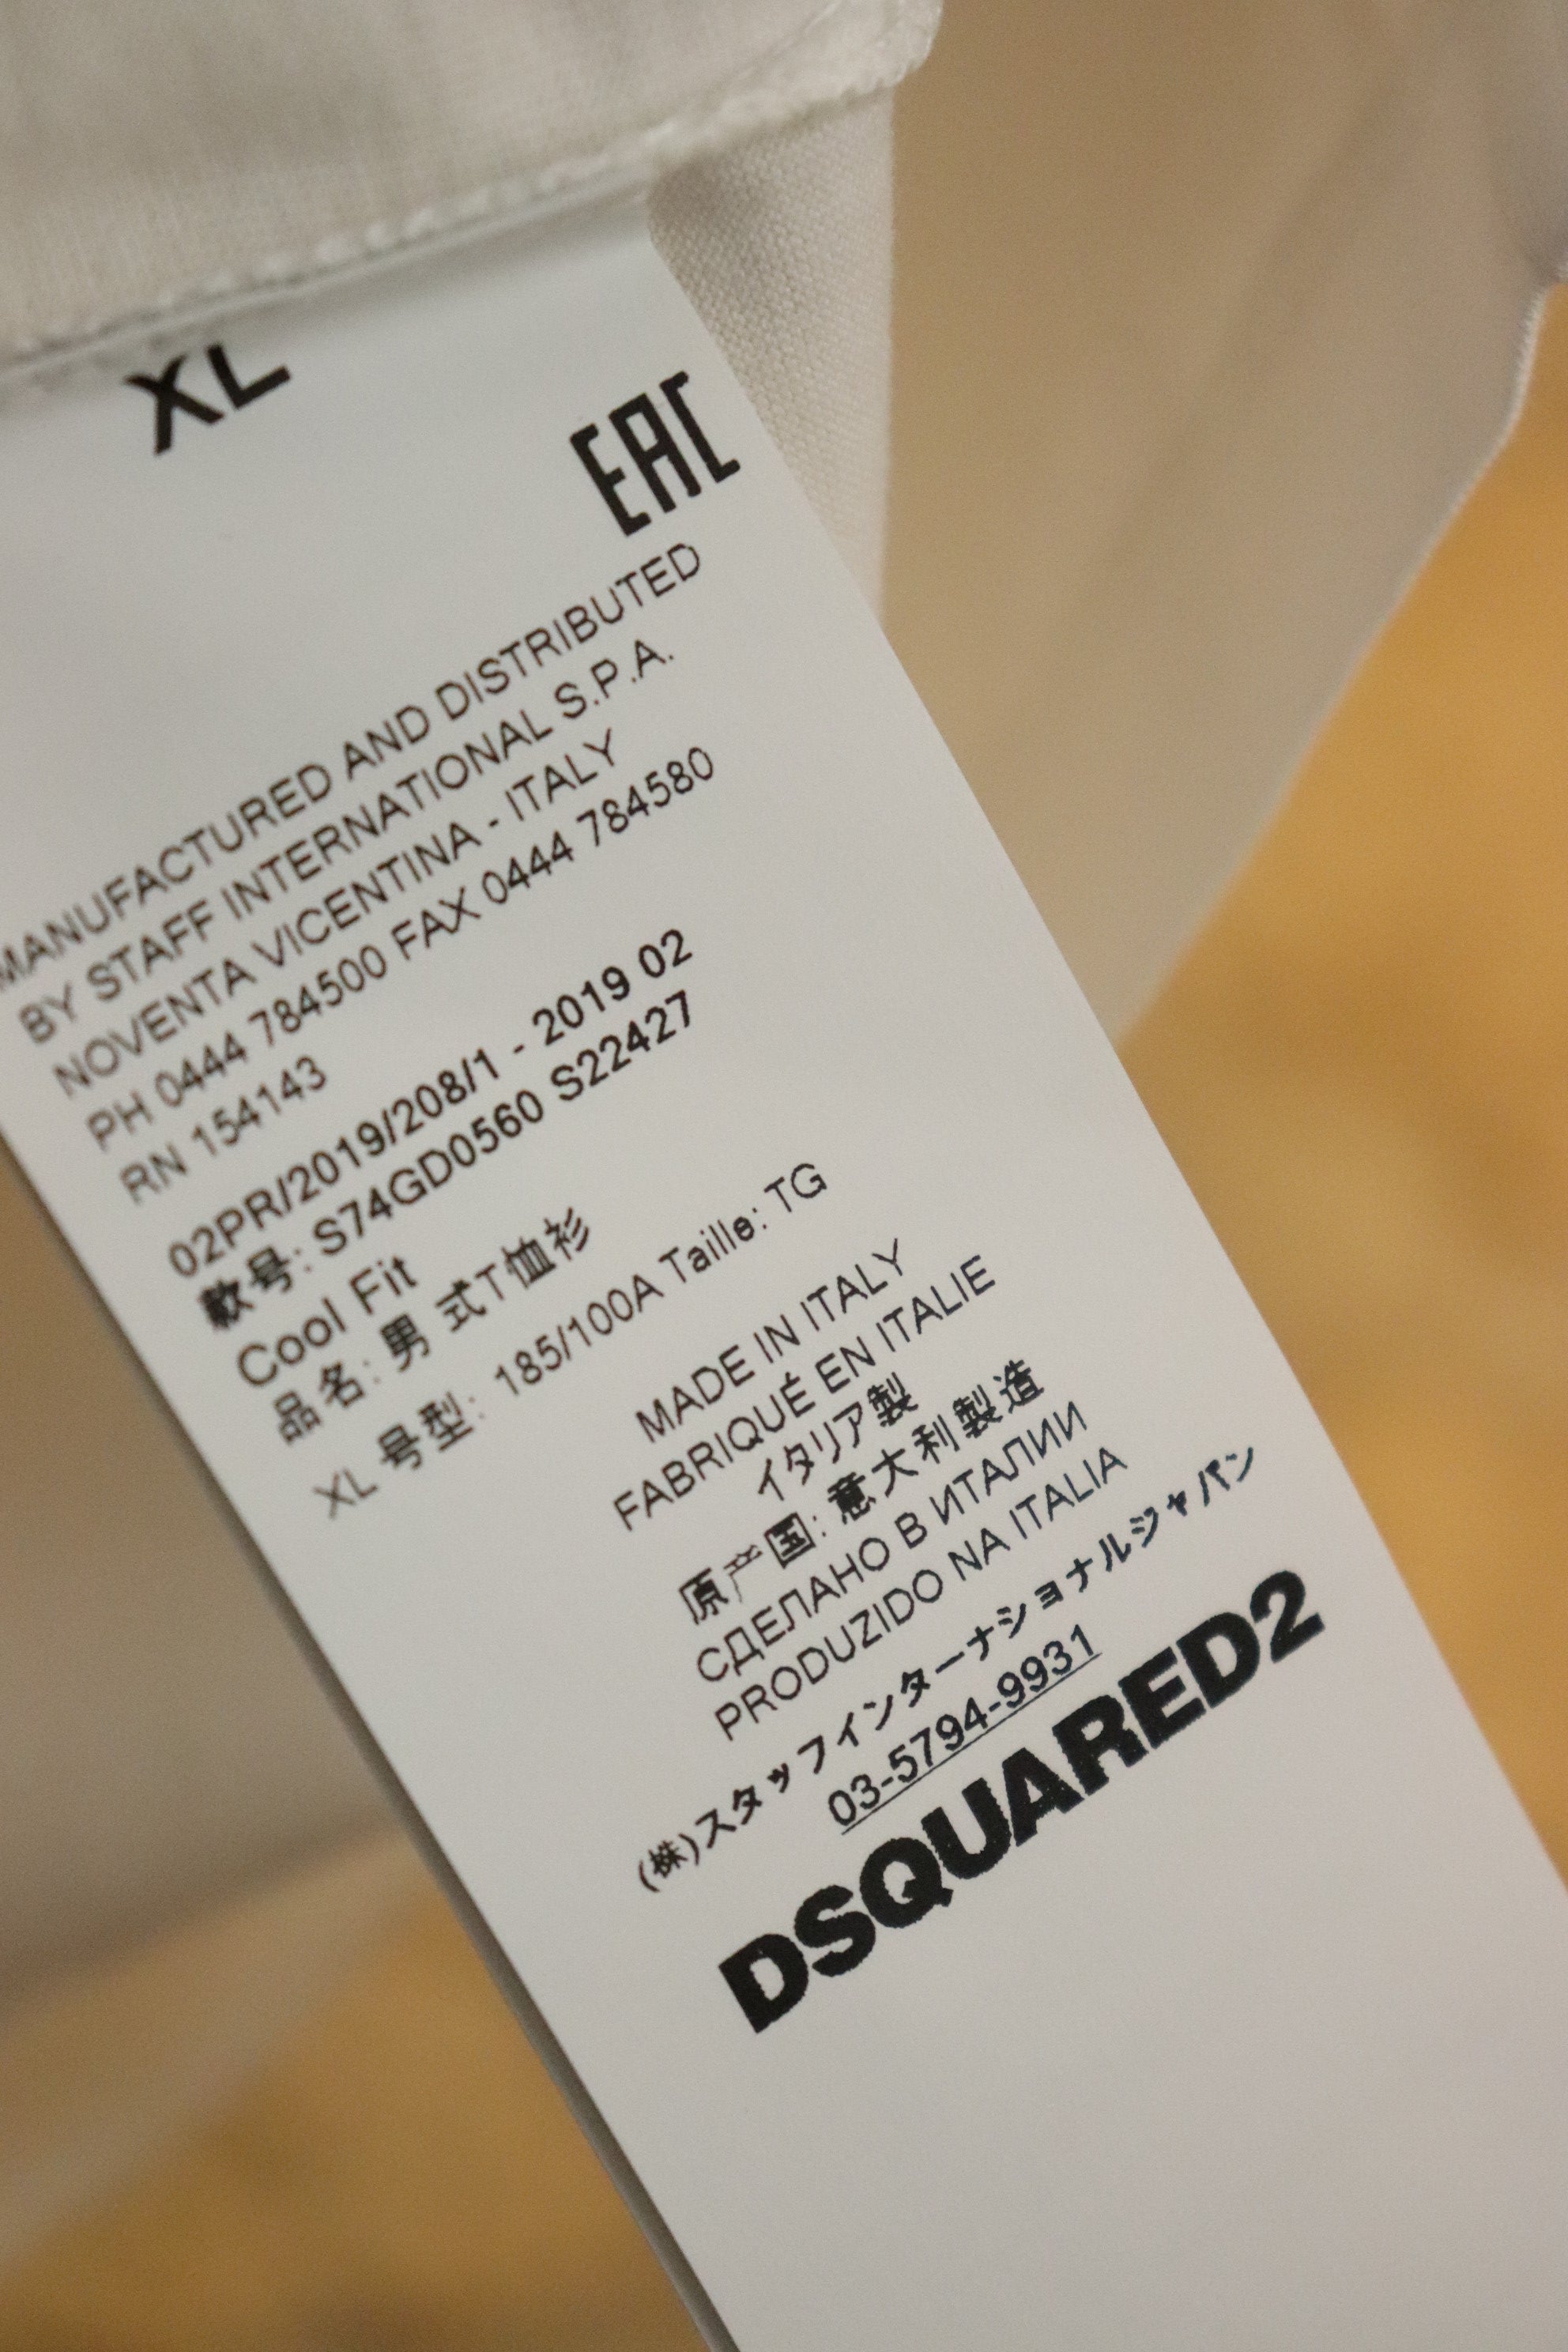 XL
EAC
MANUFACTURED AND DISTRIBUTED
BY STAFF INTERNATIONAL S.P.A.
NOVENTA VICENTINA - ITALY
PH 0444 784500 FAX 0444 784580
RN 154143
02PR/2019/208/1 - 2019 02
款号: S74GD0560 S22427
Cool Fit
品名: 男 式T恤衫
XL 号型: 185/100A Taille: TG
MADE IN ITALY
FABRIQUÉ EN ITALIE
イタリア製
原产国: 意大利製造
СДЕЛАНО В ИТАЛИИ
PRODUZIDO NA ITALIA
(株)スタッフインターナショナルジャパン
03-5794-9931
DSQUARED2